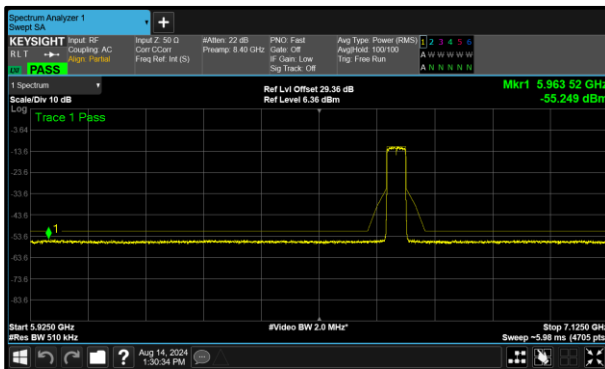 Spectrum Analyzer 1
Swept SA
KEYSIGHT
RLT
PASS
Input: RF
Coupling: AC
Align: Partial
Input Z: 50 Ω
Corr CCorr
Freq Ref: Int (S)
#Atten: 22 dB
Preamp: 8.40 GHz
PNO: Fast
Gate: Off
IF Gain: Low
Sig Track: Off
Avg Type: Power (RMS)
Avg|Hold: 100/100
Trig: Free Run
1 2 3 4 5 6
A W W W W W
A N N N N N
1 Spectrum
Scale/Div 10 dB
Ref Lvl Offset 29.36 dB
Ref Level 6.36 dBm
Mkr1 5.963 52 GHz
-55.249 dBm
Log
Trace 1 Pass
-3.64
-13.6
-23.6
-33.6
-43.6
-53.6
-63.6
-73.6
-83.6
1
Start 5.9250 GHz
#Res BW 510 kHz
#Video BW 2.0 MHz*
Stop 7.1250 GHz
Sweep ~5.98 ms (4705 pts)
Aug 14, 2024
1:30:34 PM